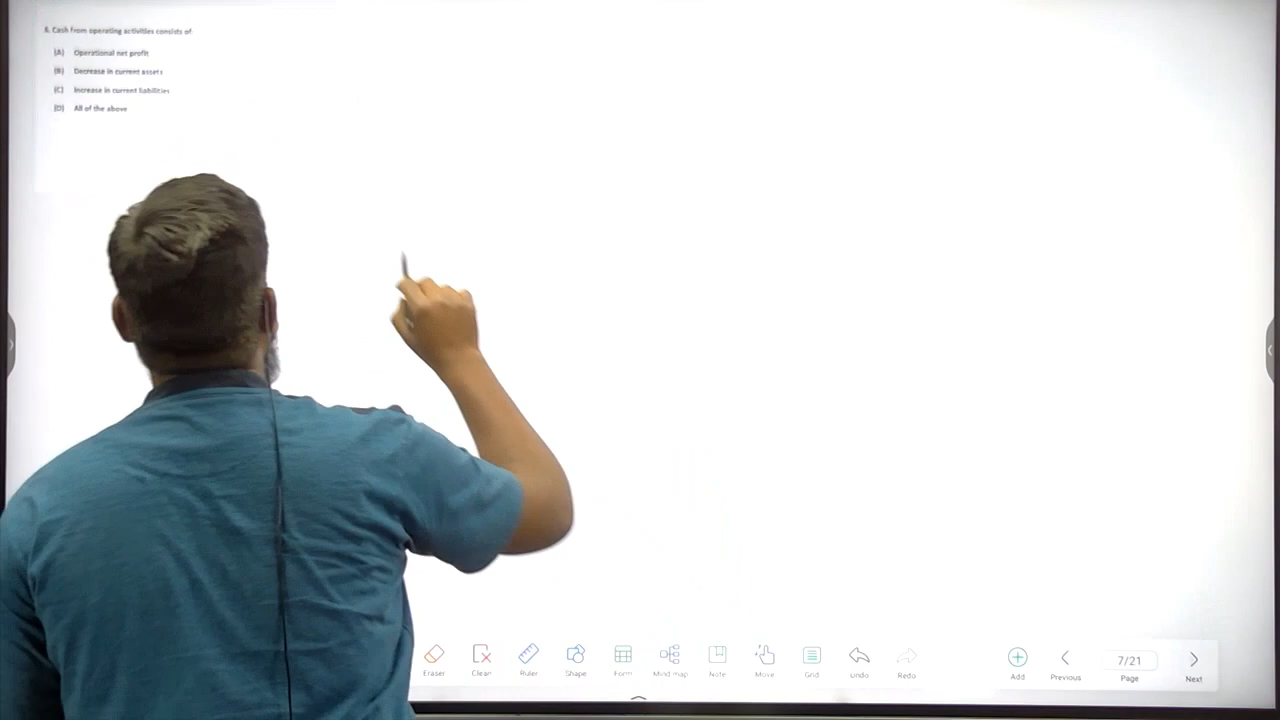 8. Cash from operating activities consists of:
(A) Operational net profit
(B) Decrease in current assets
(C) Increase in current liabilities
(D) All of the above
Eraser Clean Ruler Shape Form Mind map Note Move Grid Undo Redo Add Previous 7/21 Page Next